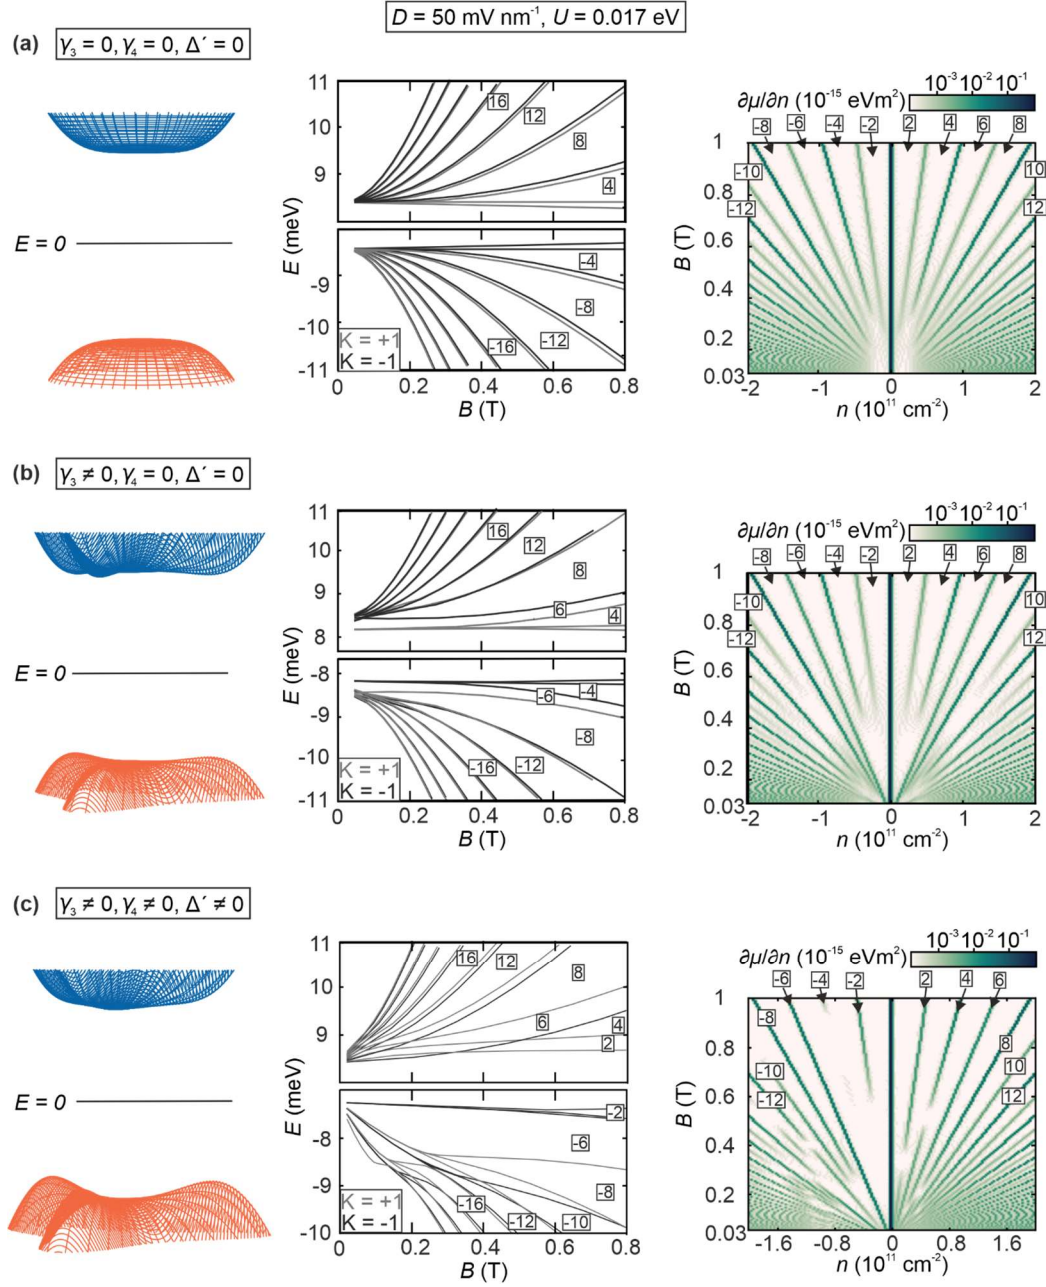 D = 50 mV nm⁻¹, U = 0.017 eV
(a) γ₃ = 0, γ₄ = 0, Δ´ = 0
E = 0
11
10
9
E (meV)
16
12
8
4
-9
-10
-11
-4
-8
-12
-16
K = +1
K = -1
0
0.2
0.4
0.6
0.8
B (T)
10⁻³ 10⁻² 10⁻¹
∂μ/∂n (10⁻¹⁵ eVm²)
-8 -6 -4 -2 2 4 6 8
-10
-12
10
12
1
0.8
0.6
0.4
0.2
0.03
B (T)
-2 -1 0 1 2
n (10¹¹ cm⁻²)
(b) γ₃ ≠ 0, γ₄ = 0, Δ´ = 0
E = 0
11
10
9
8
E (meV)
16
12
8
6
4
-8
-9
-10
-11
E (meV)
-4
-6
-8
-12
-16
K = +1
K = -1
0 0.2 0.4 0.6 0.8
B (T)
10⁻³ 10⁻² 10⁻¹
∂μ/∂n (10⁻¹⁵ eVm²)
-8 -6 -4 -2 2 4 6 8
-10
-12
10
12
1
0.8
0.6
0.4
0.2
0.03
B (T)
-2 -1 0 1 2
n (10¹¹ cm⁻²)
(c) γ₃ ≠ 0, γ₄ ≠ 0, Δ´ ≠ 0
E = 0
11
10
9
E (meV)
16
12
8
6
4
2
-8
-9
-10
E (meV)
-2
-6
-8
-10
-12
-16
K = +1
K = -1
0 0.2 0.4 0.6 0.8
B (T)
10⁻³ 10⁻² 10⁻¹
∂μ/∂n (10⁻¹⁵ eVm²)
-6 -4 -2 2 4 6
-8
-10
-12
8
10
12
1
0.8
0.6
0.4
0.2
0.03
B (T)
-1.6 -0.8 0 0.8 1.6
n (10¹¹ cm⁻²)